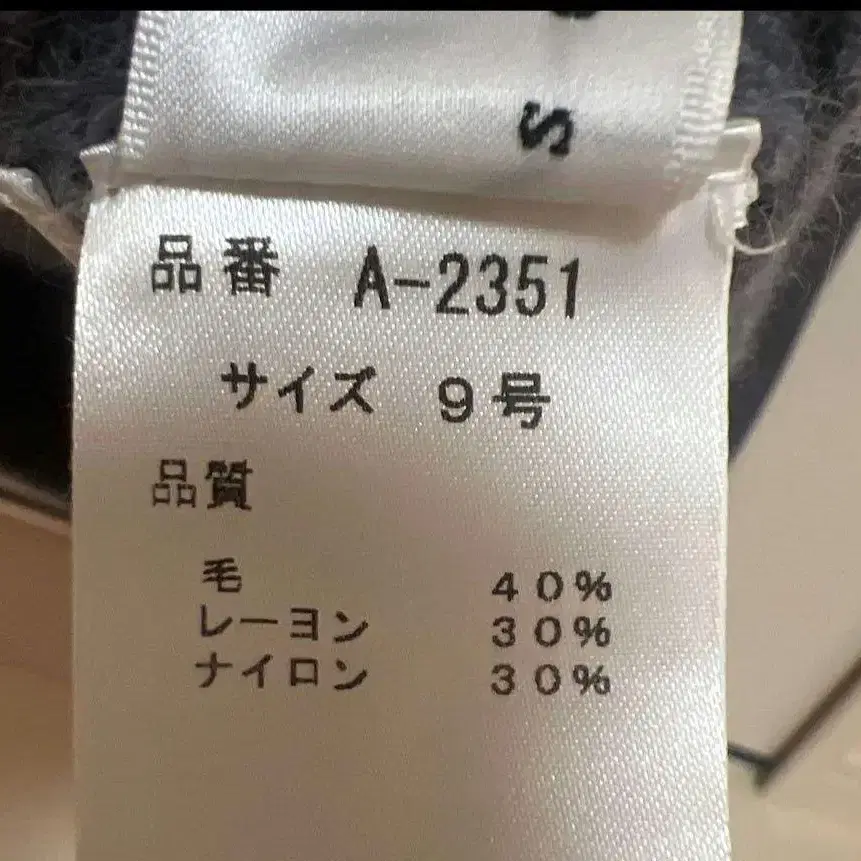 S
品番 A-2351
サイズ 9号
品質
毛 40%
レーヨン 30%
ナイロン 30%